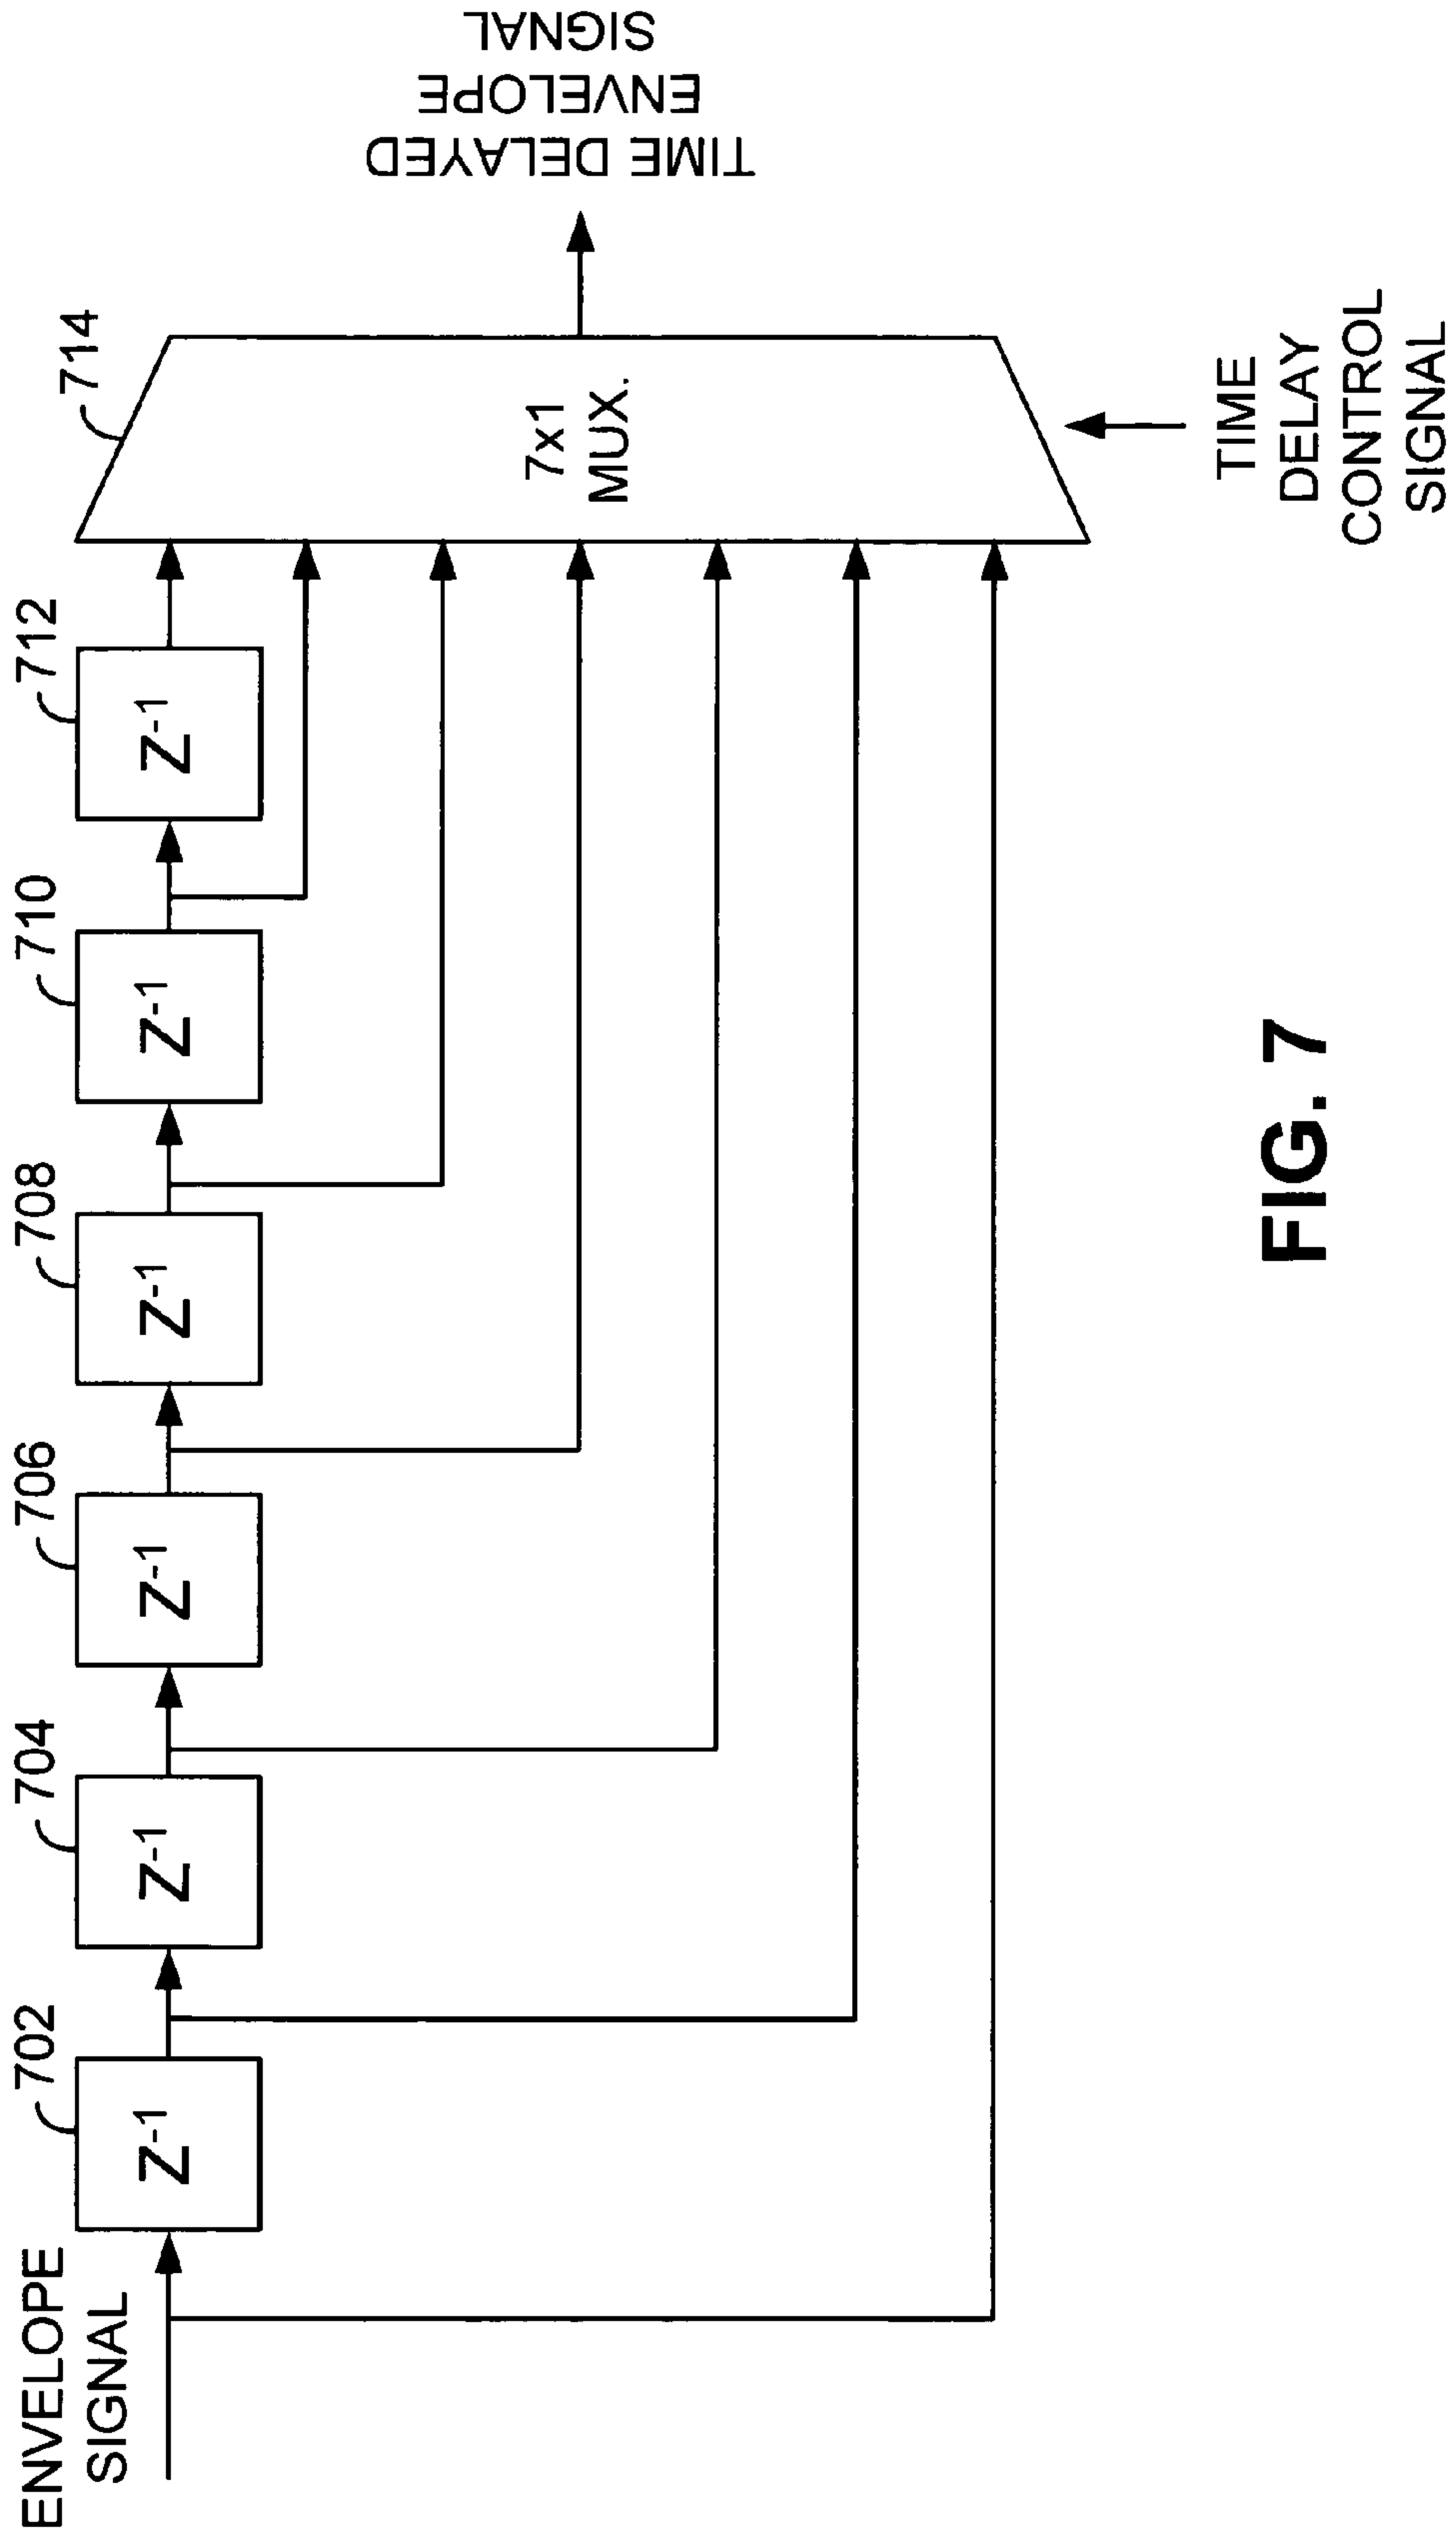 ENVELOPE
SIGNAL
702
Z-1
704
Z-1
706
Z-1
708
Z-1
710
Z-1
712
Z-1
714
7x1
MUX.
TIME DELAYED
ENVELOPE
SIGNAL
TIME
DELAY
CONTROL
SIGNAL
FIG. 7